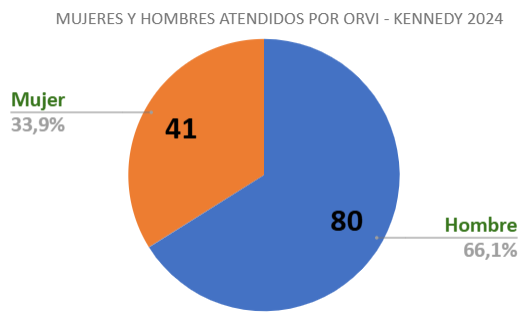 MUJERES Y HOMBRES ATENDIDOS POR ORVI - KENNEDY 2024
Mujer
33,9%
41
80
Hombre
66,1%